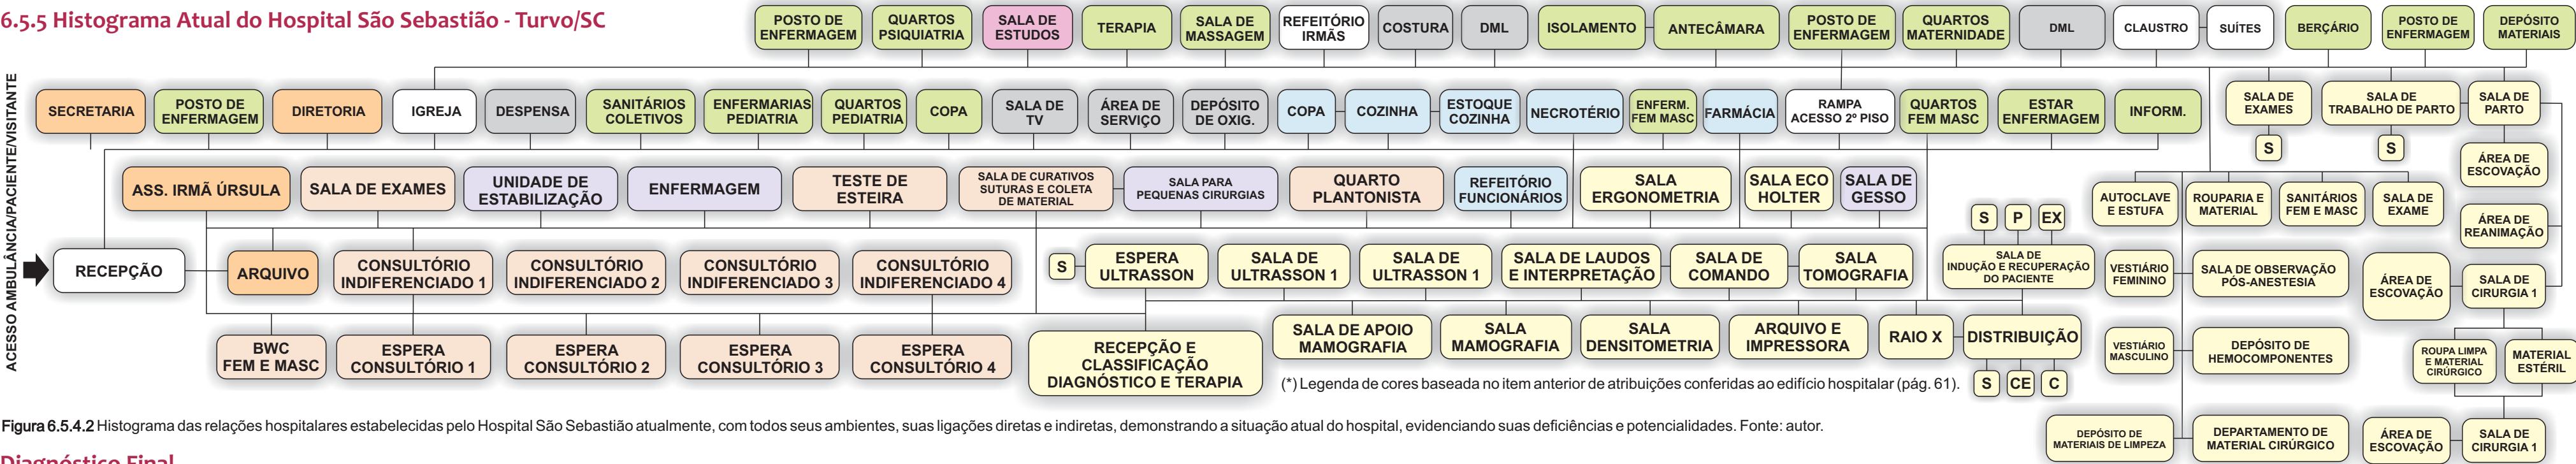 6.5.5 Histograma Atual do Hospital São Sebastião - Turvo/SC
POSTO DE
ENFERMAGEM
QUARTOS
PSIQUIATRIA
SALA DE
ESTUDOS
TERAPIA
SALA DE
MASSAGEM
REFEITÓRIO
IRMÃS
COSTURA
DML
ISOLAMENTO
ANTECÂMARA
POSTO DE
ENFERMAGEM
QUARTOS
MATERNIDADE
DML
CLAUSTRO
SUÍTES
BERÇÁRIO
POSTO DE
ENFERMAGEM
DEPÓSITO
MATERIAIS
ACESSO AMBULÂNCIA/PACIENTE/VISITANTE
SECRETARIA
POSTO DE
ENFERMAGEM
DIRETORIA
IGREJA
DESPENSA
SANITÁRIOS
COLETIVOS
ENFERMARIAS
PEDIATRIA
QUARTOS
PEDIATRIA
COPA
SALA DE
TV
ÁREA DE
SERVIÇO
DEPÓSITO
DE OXIG.
COPA
COZINHA
ESTOQUE
COZINHA
NECROTÉRIO
ENFERM.
FEM MASC
FARMÁCIA
RAMPA
ACESSO 2º PISO
QUARTOS
FEM MASC
ESTAR
ENFERMAGEM
INFORM.
SALA DE
EXAMES
SALA DE
TRABALHO DE PARTO
SALA DE
PARTO
S
S
ÁREA DE
ESCOVAÇÃO
ASS. IRMÃ ÚRSULA
SALA DE EXAMES
UNIDADE DE
ESTABILIZAÇÃO
ENFERMAGEM
TESTE DE
ESTEIRA
SALA DE CURATIVOS
SUTURAS E COLETA
DE MATERIAL
SALA PARA
PEQUENAS CIRURGIAS
QUARTO
PLANTONISTA
REFEITÓRIO
FUNCIONÁRIOS
SALA
ERGONOMETRIA
SALA ECO
HOLTER
SALA DE
GESSO
S
P
EX
AUTOCLAVE
E ESTUFA
ROUPARIA E
MATERIAL
SANITÁRIOS
FEM E MASC
SALA DE
EXAME
ÁREA DE
REANIMAÇÃO
RECEPÇÃO
ARQUIVO
CONSULTÓRIO
INDIFERENCIADO 1
CONSULTÓRIO
INDIFERENCIADO 2
CONSULTÓRIO
INDIFERENCIADO 3
CONSULTÓRIO
INDIFERENCIADO 4
S
ESPERA
ULTRASSON
SALA DE
ULTRASSON 1
SALA DE
ULTRASSON 1
SALA DE LAUDOS
E INTERPRETAÇÃO
SALA DE
COMANDO
SALA
TOMOGRAFIA
SALA DE
INDUÇÃO E RECUPERAÇÃO
DO PACIENTE
VESTIÁRIO
FEMININO
SALA DE OBSERVAÇÃO
PÓS-ANESTESIA
ÁREA DE
ESCOVAÇÃO
SALA DE
CIRURGIA 1
BWC
FEM E MASC
ESPERA
CONSULTÓRIO 1
ESPERA
CONSULTÓRIO 2
ESPERA
CONSULTÓRIO 3
ESPERA
CONSULTÓRIO 4
RECEPÇÃO E
CLASSIFICAÇÃO
DIAGNÓSTICO E TERAPIA
SALA DE APOIO
MAMOGRAFIA
SALA
MAMOGRAFIA
SALA
DENSITOMETRIA
ARQUIVO E
IMPRESSORA
RAIO X
DISTRIBUIÇÃO
VESTIÁRIO
MASCULINO
DEPÓSITO DE
HEMOCOMPONENTES
ROUPA LIMPA
E MATERIAL
CIRÚRGICO
MATERIAL
ESTÉRIL
(*) Legenda de cores baseada no item anterior de atribuições conferidas ao edifício hospitalar (pág. 61).
S
CE
C
Figura 6.5.4.2 Histograma das relações hospitalares estabelecidas pelo Hospital São Sebastião atualmente, com todos seus ambientes, suas ligações diretas e indiretas, demonstrando a situação atual do hospital, evidenciando suas deficiências e potencialidades. Fonte: autor.
DEPÓSITO DE
MATERIAIS DE LIMPEZA
DEPARTAMENTO DE
MATERIAL CIRÚRGICO
ÁREA DE
ESCOVAÇÃO
SALA DE
CIRURGIA 1
Diagnóstico Final